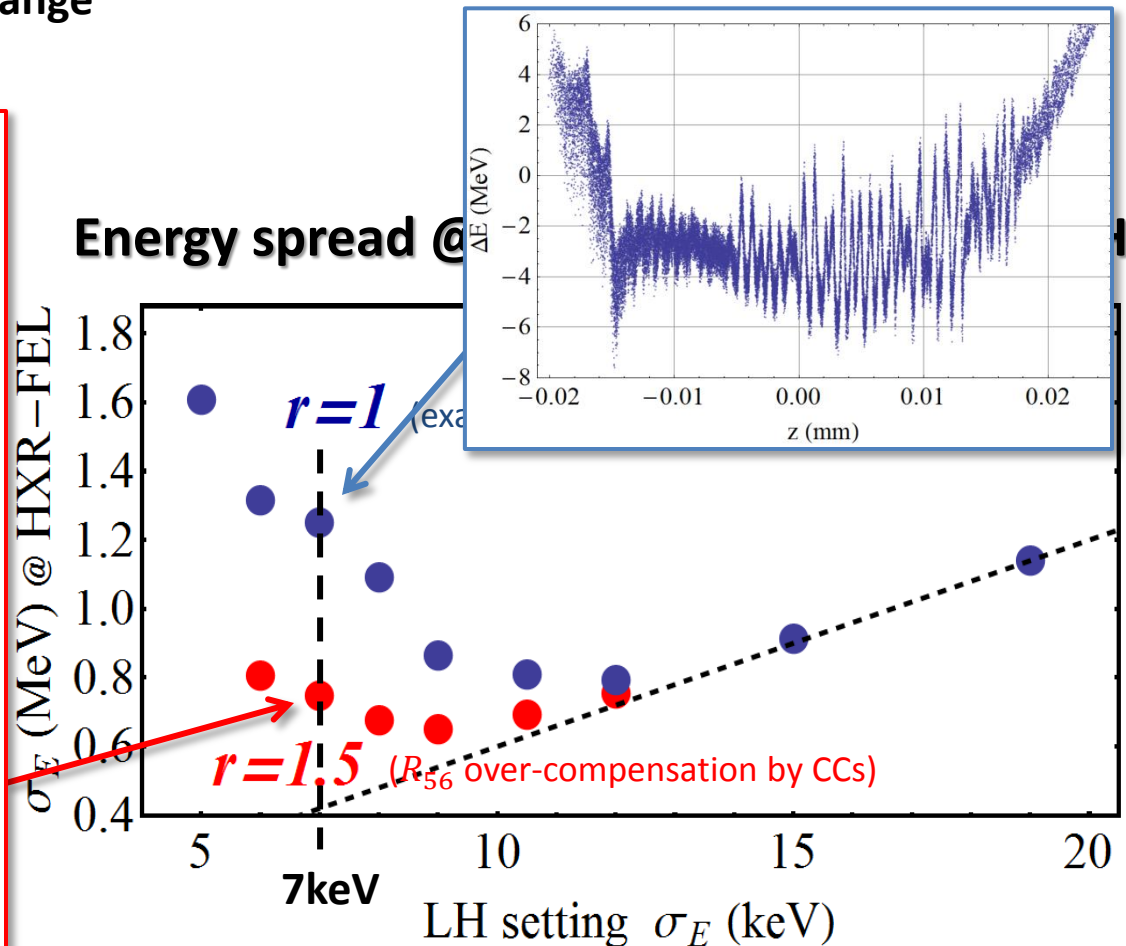 Energy spread @
6
4
2
0
−2
−4
−6
−8
ΔE (MeV)
−0.02 −0.01 0.00 0.01 0.02
z (mm)
1.8
1.6
1.4
1.2
1.0
0.8
0.6
0.4
σE (MeV) @ HXR−FEL
r=1
r=1.5 (R56 over-compensation by CCs)
5 10 15 20
7keV
LH setting σE (keV)